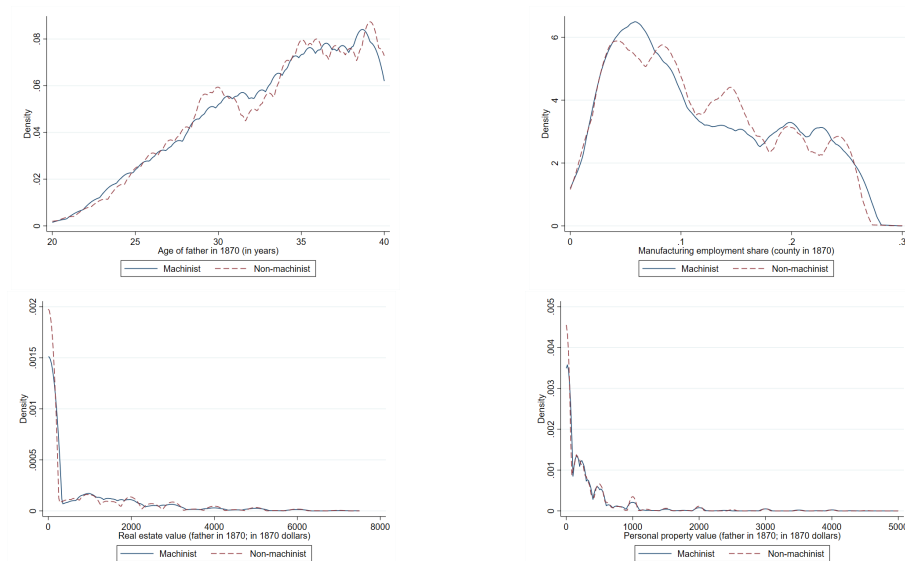 .08
.06
.04
.02
0
Density
20 25 30 35 40
Age of father in 1870 (in years)
Machinist Non-machinist
6
4
2
0
Density
0 .1 .2 .3
Manufacturing employment share (county in 1870)
Machinist Non-machinist
.002
.0015
.001
.0005
0
Density
0 2000 4000 6000 8000
Real estate value (father in 1870; in 1870 dollars)
Machinist Non-machinist
.005
.004
.003
.002
.001
0
Density
0 1000 2000 3000 4000 5000
Personal property value (father in 1870; in 1870 dollars)
Machinist Non-machinist